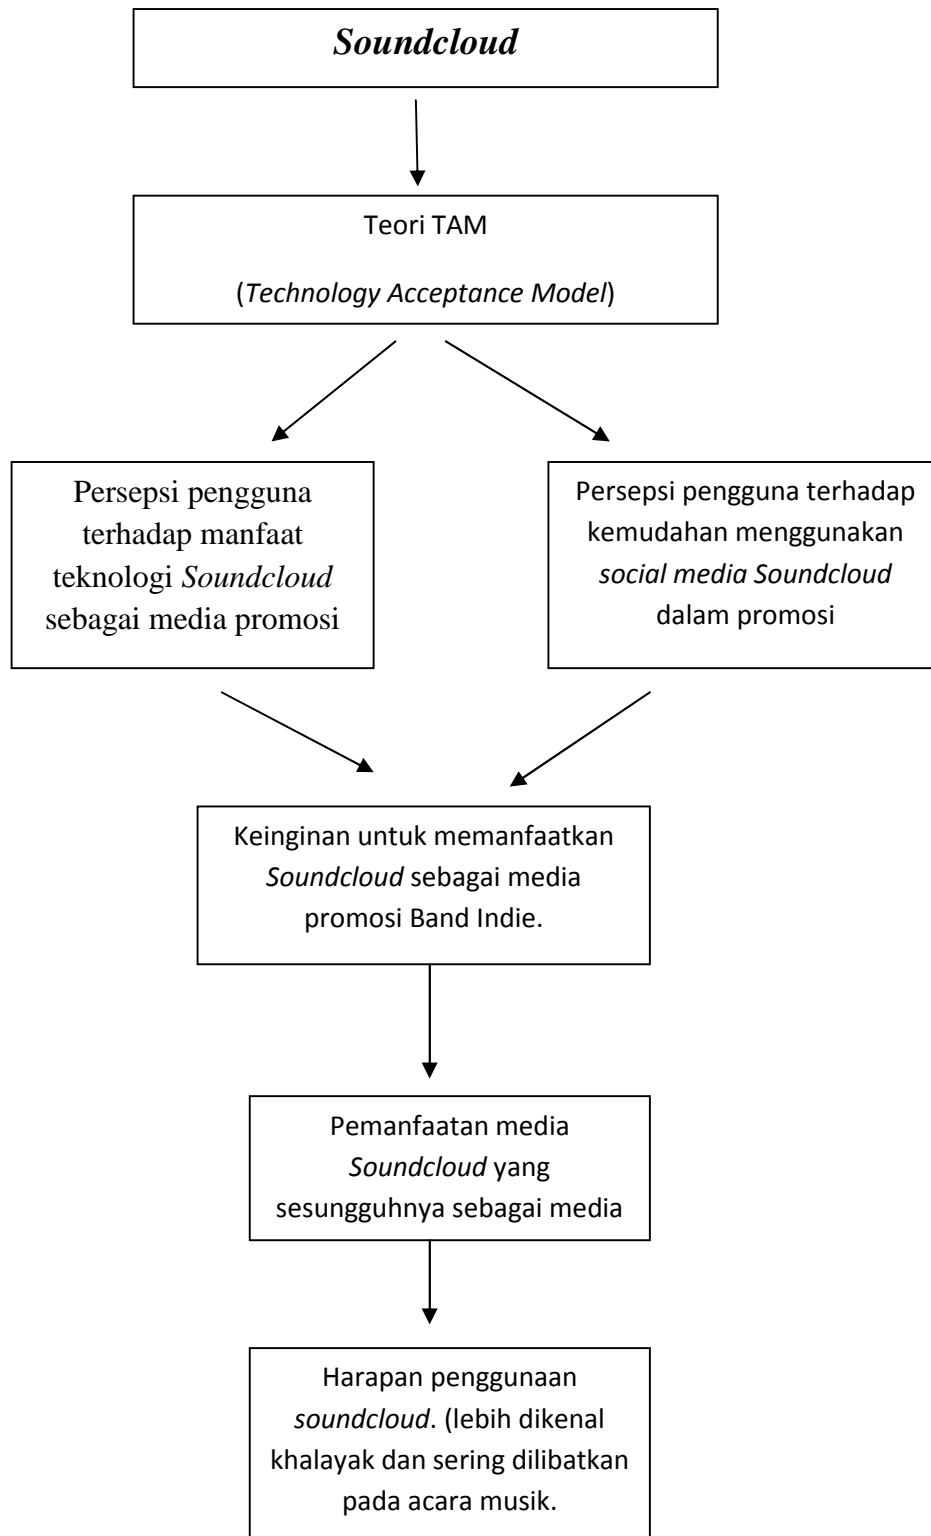 Soundcloud
Teori TAM
(Technology Acceptance Model)
Persepsi pengguna
terhadap manfaat
teknologi Soundcloud
sebagai media promosi
Persepsi pengguna terhadap
kemudahan menggunakan
social media Soundcloud
dalam promosi
Keinginan untuk memanfaatkan
Soundcloud sebagai media
promosi Band Indie.
Pemanfaatan media
Soundcloud yang
sesungguhnya sebagai media
Harapan penggunaan
soundcloud. (lebih dikenal
khalayak dan sering dilibatkan
pada acara musik.